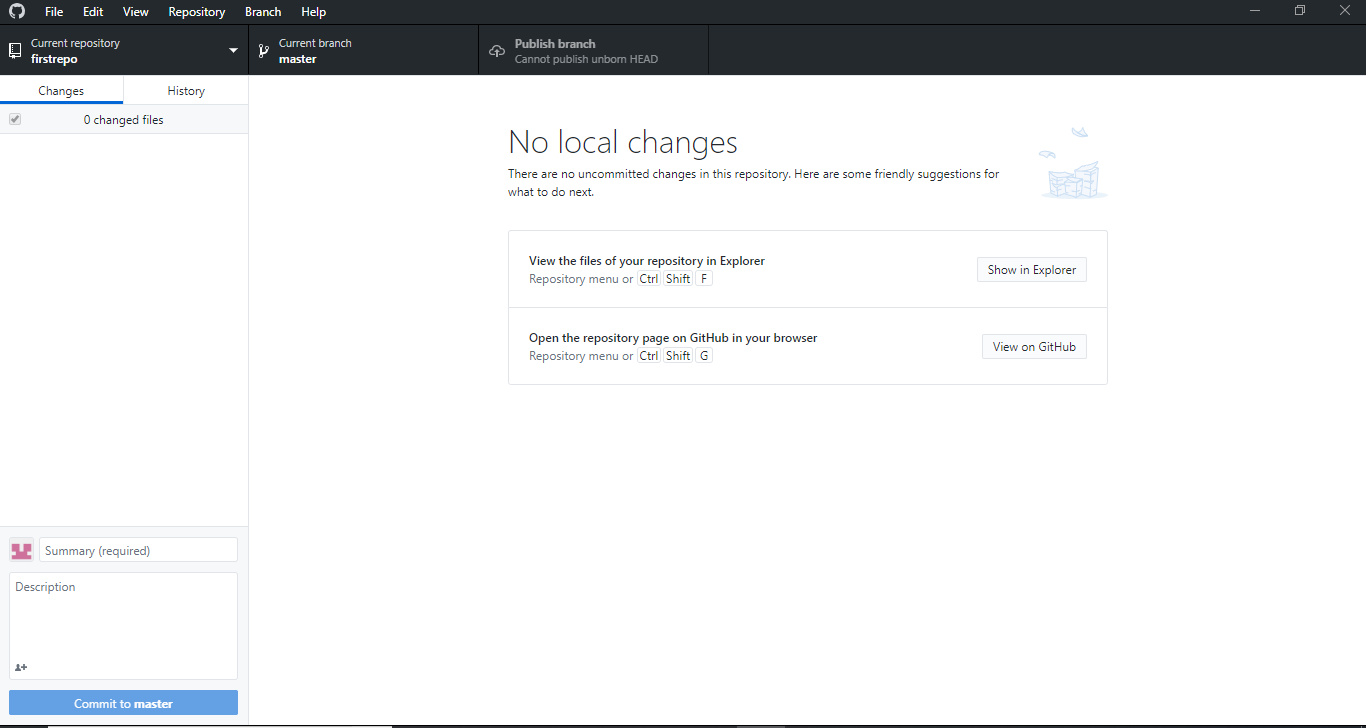 File Edit View Repository Branch Help
Current repository
firstrepo
Current branch
master
Publish branch
Cannot publish unborn HEAD
Changes
History
0 changed files
No local changes
There are no uncommitted changes in this repository. Here are some friendly suggestions for
what to do next.
View the files of your repository in Explorer
Repository menu or Ctrl Shift F
Show in Explorer
Open the repository page on GitHub in your browser
Repository menu or Ctrl Shift G
View on GitHub
Summary (required)
Description
Commit to master